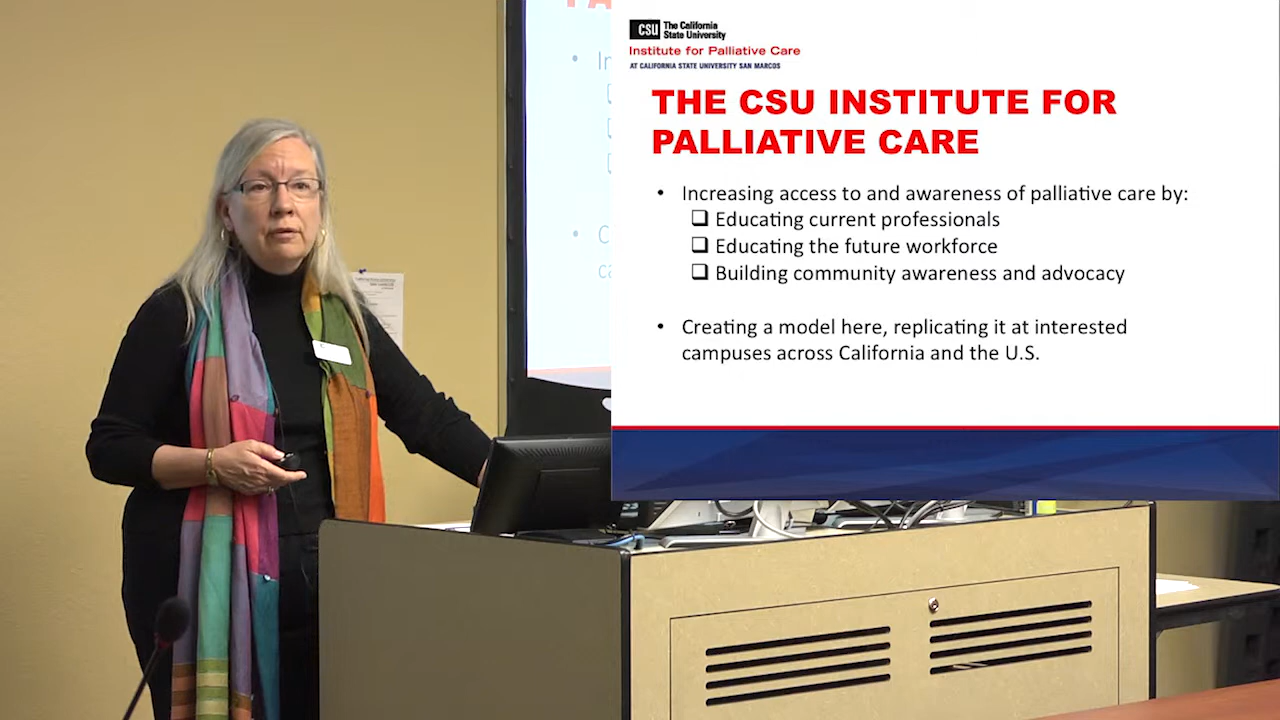 CSU The California
State University
Institute for Palliative Care
AT CALIFORNIA STATE UNIVERSITY SAN MARCOS
THE CSU INSTITUTE FOR
PALLIATIVE CARE
• Increasing access to and awareness of palliative care by:
❑ Educating current professionals
❑ Educating the future workforce
❑ Building community awareness and advocacy
• Creating a model here, replicating it at interested
campuses across California and the U.S.